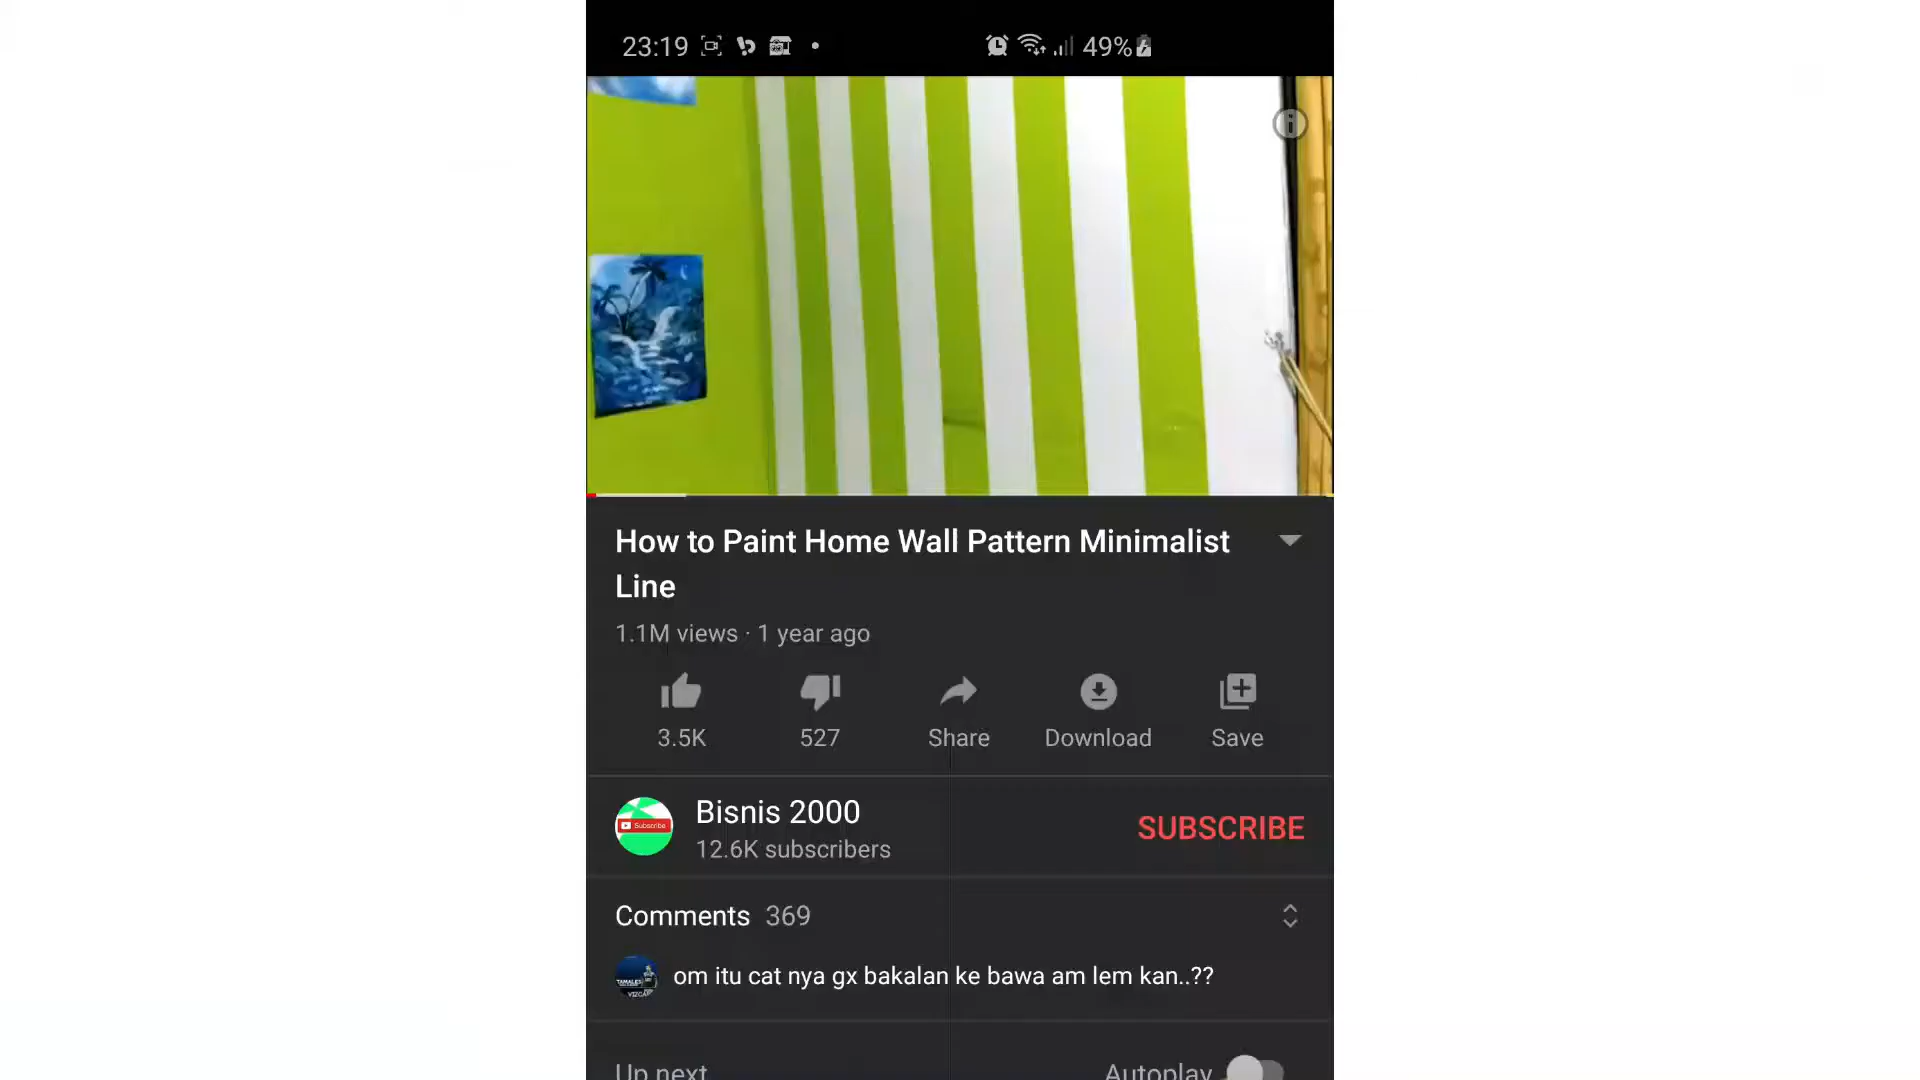 23:19
49%
How to Paint Home Wall Pattern Minimalist
Line
1.1M views · 1 year ago
3.5K 527 Share Download Save
Bisnis 2000
12.6K subscribers
Subscribe
SUBSCRIBE
Comments 369
om itu cat nya gx bakalan ke bawa am lem kan..??
Up next
Autoplay